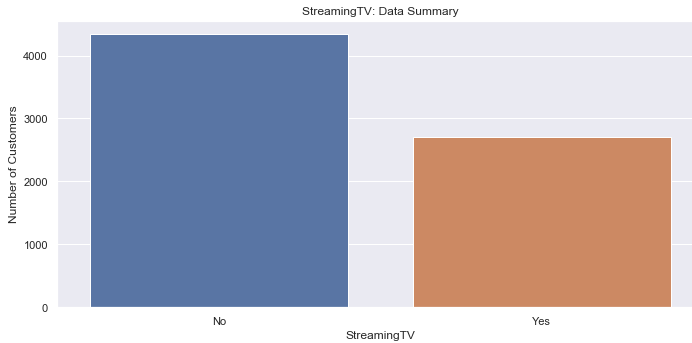 StreamingTV: Data Summary
Number of Customers
4000
3000
2000
1000
0
No Yes
StreamingTV